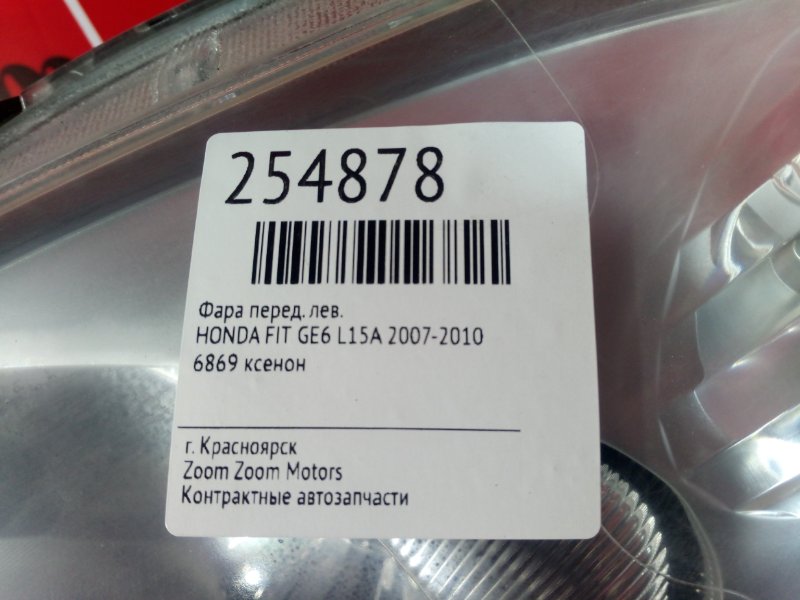 254878
Фара перед. лев.
HONDA FIT GE6 L15A 2007-2010
6869 ксенон
г. Красноярск
Zoom Zoom Motors
Контрактные автозапчасти